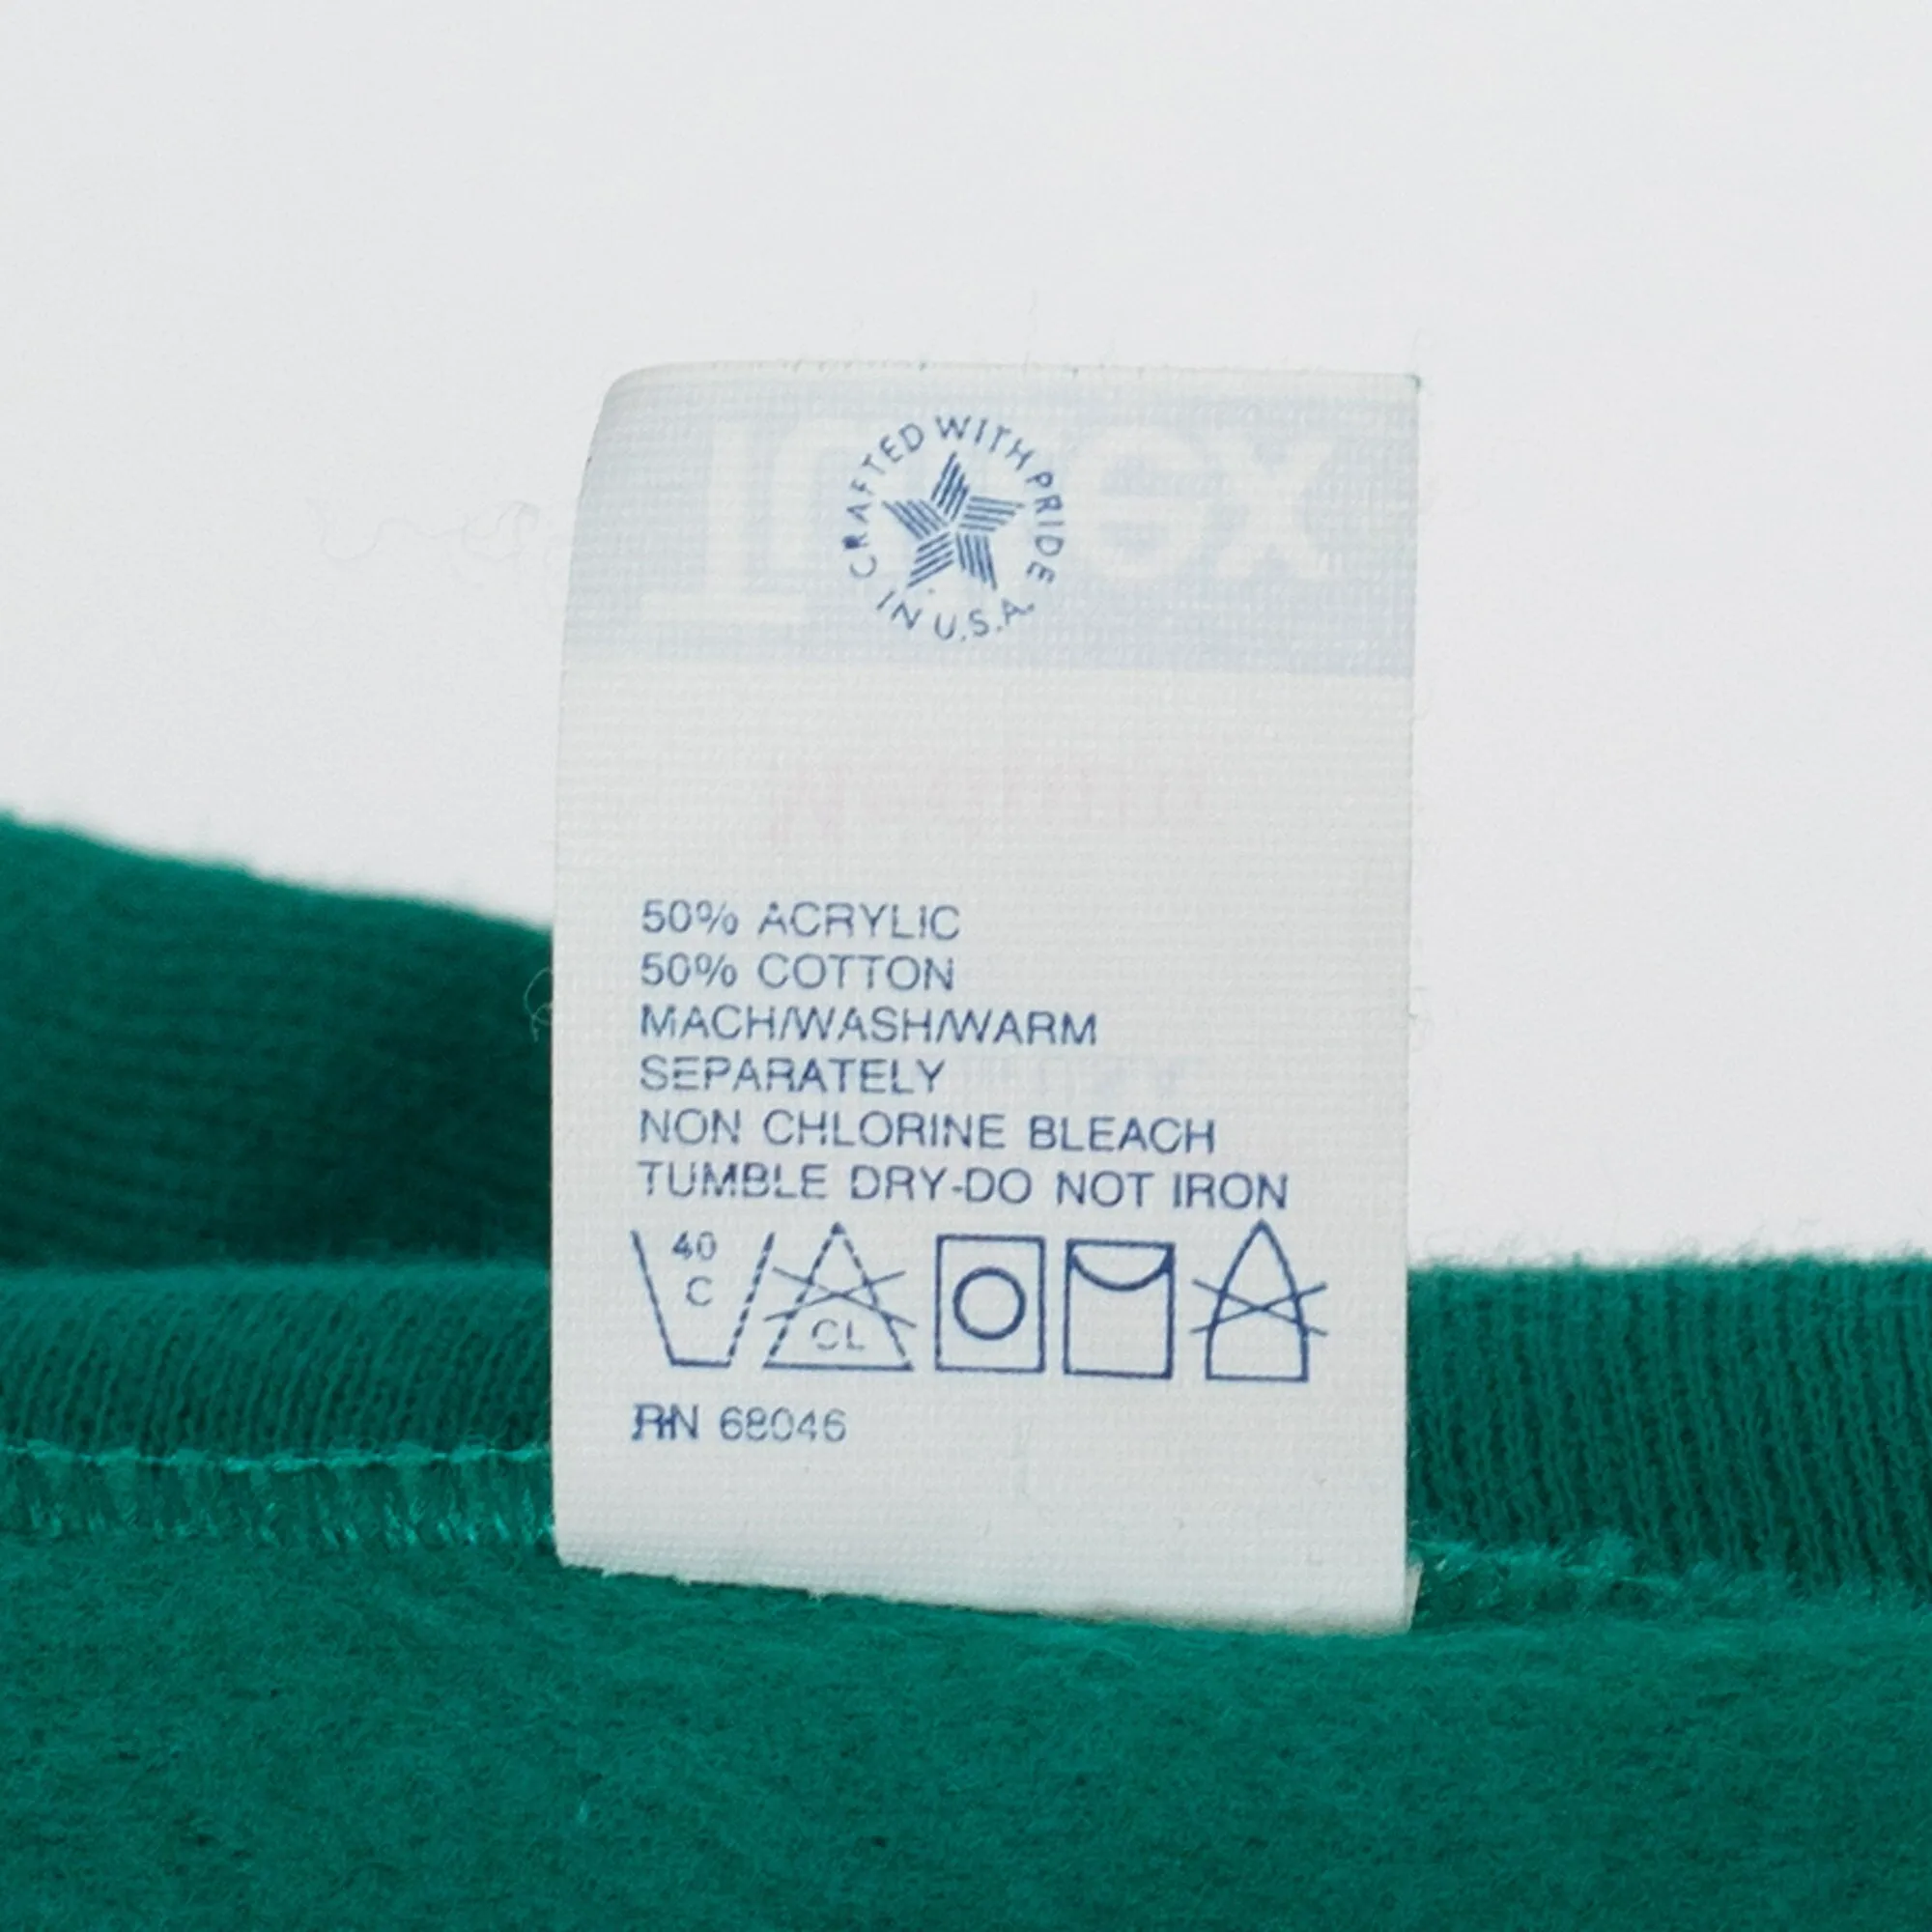 CRAFTED WITH PRIDE
IN U.S.A.
50% ACRYLIC
50% COTTON
MACH/WASH/WARM
SEPARATELY
NON CHLORINE BLEACH
TUMBLE DRY-DO NOT IRON
40
C
CL
RN 68046